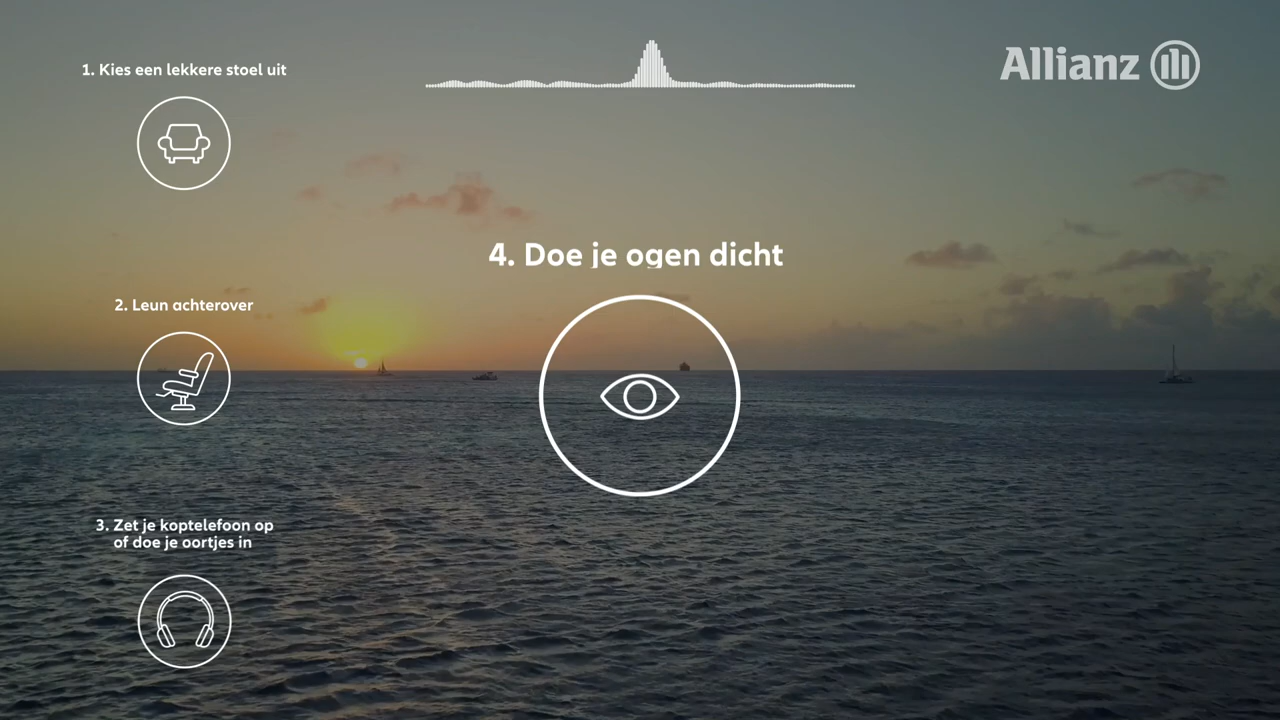 1. Kies een lekkere stoel uit
Allianz
4. Doe je ogen dicht
2. Leun achterover
3. Zet je koptelefoon op
of doe je oortjes in